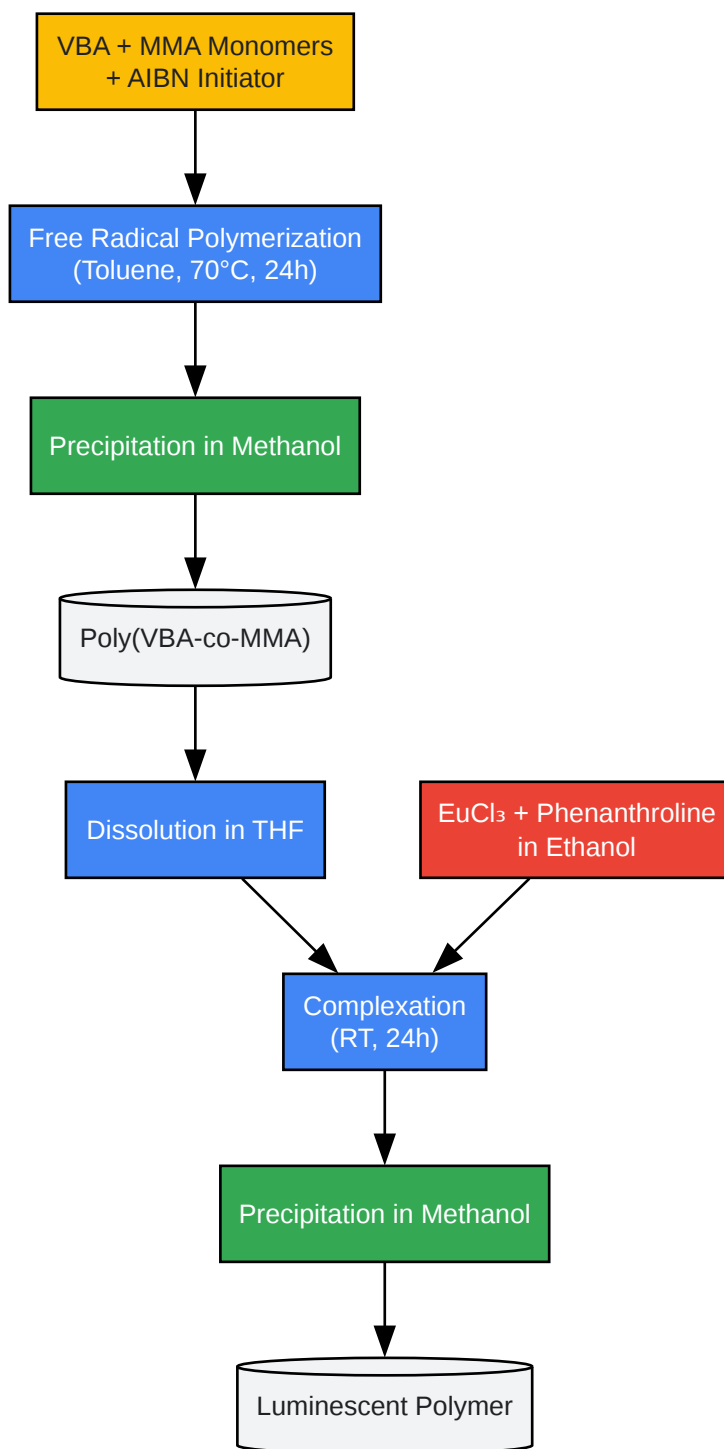 VBA + MMA Monomers
+ AIBN Initiator
Free Radical Polymerization
(Toluene, 70°C, 24h)
Precipitation in Methanol
Poly(VBA-co-MMA)
Dissolution in THF
EuCl₃ + Phenanthroline
in Ethanol
Complexation
(RT, 24h)
Precipitation in Methanol
Luminescent Polymer